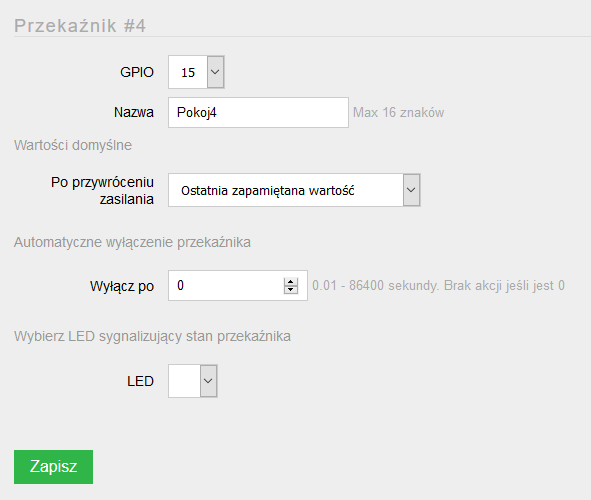 Przekaźnik #4
GPIO 15
Nazwa Pokoj4 Max 16 znaków
Wartości domyślne
Po przywróceniu
zasilania Ostatnia zapamiętana wartość
Automatyczne wyłączenie przekaźnika
Wyłącz po 0 0.01 - 86400 sekundy. Brak akcji jeśli jest 0
Wybierz LED sygnalizujący stan przekaźnika
LED
Zapisz